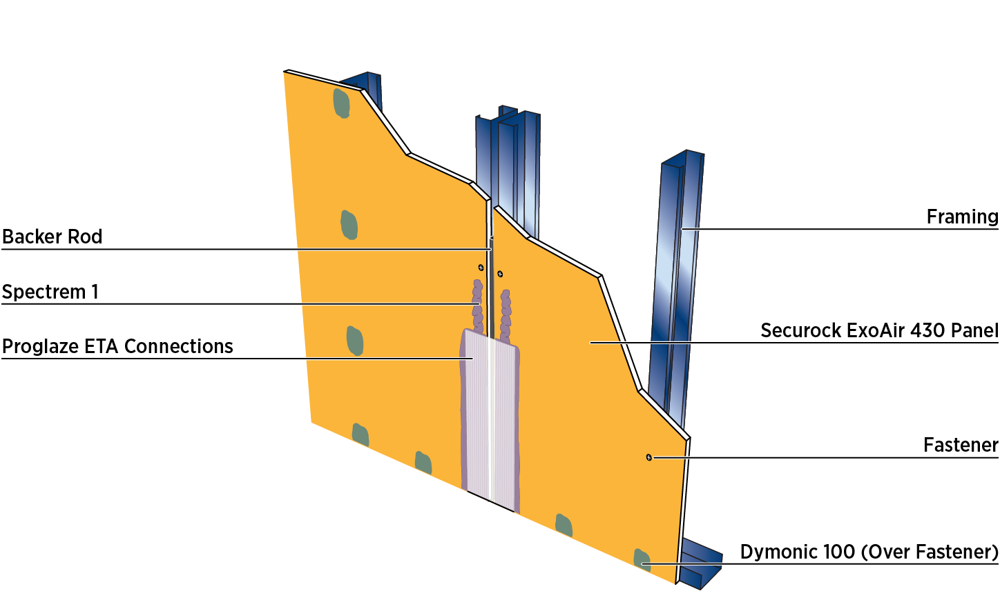 Backer Rod
Spectrem 1
Proglaze ETA Connections
Framing
Securock ExoAir 430 Panel
Fastener
Dymonic 100 (Over Fastener)